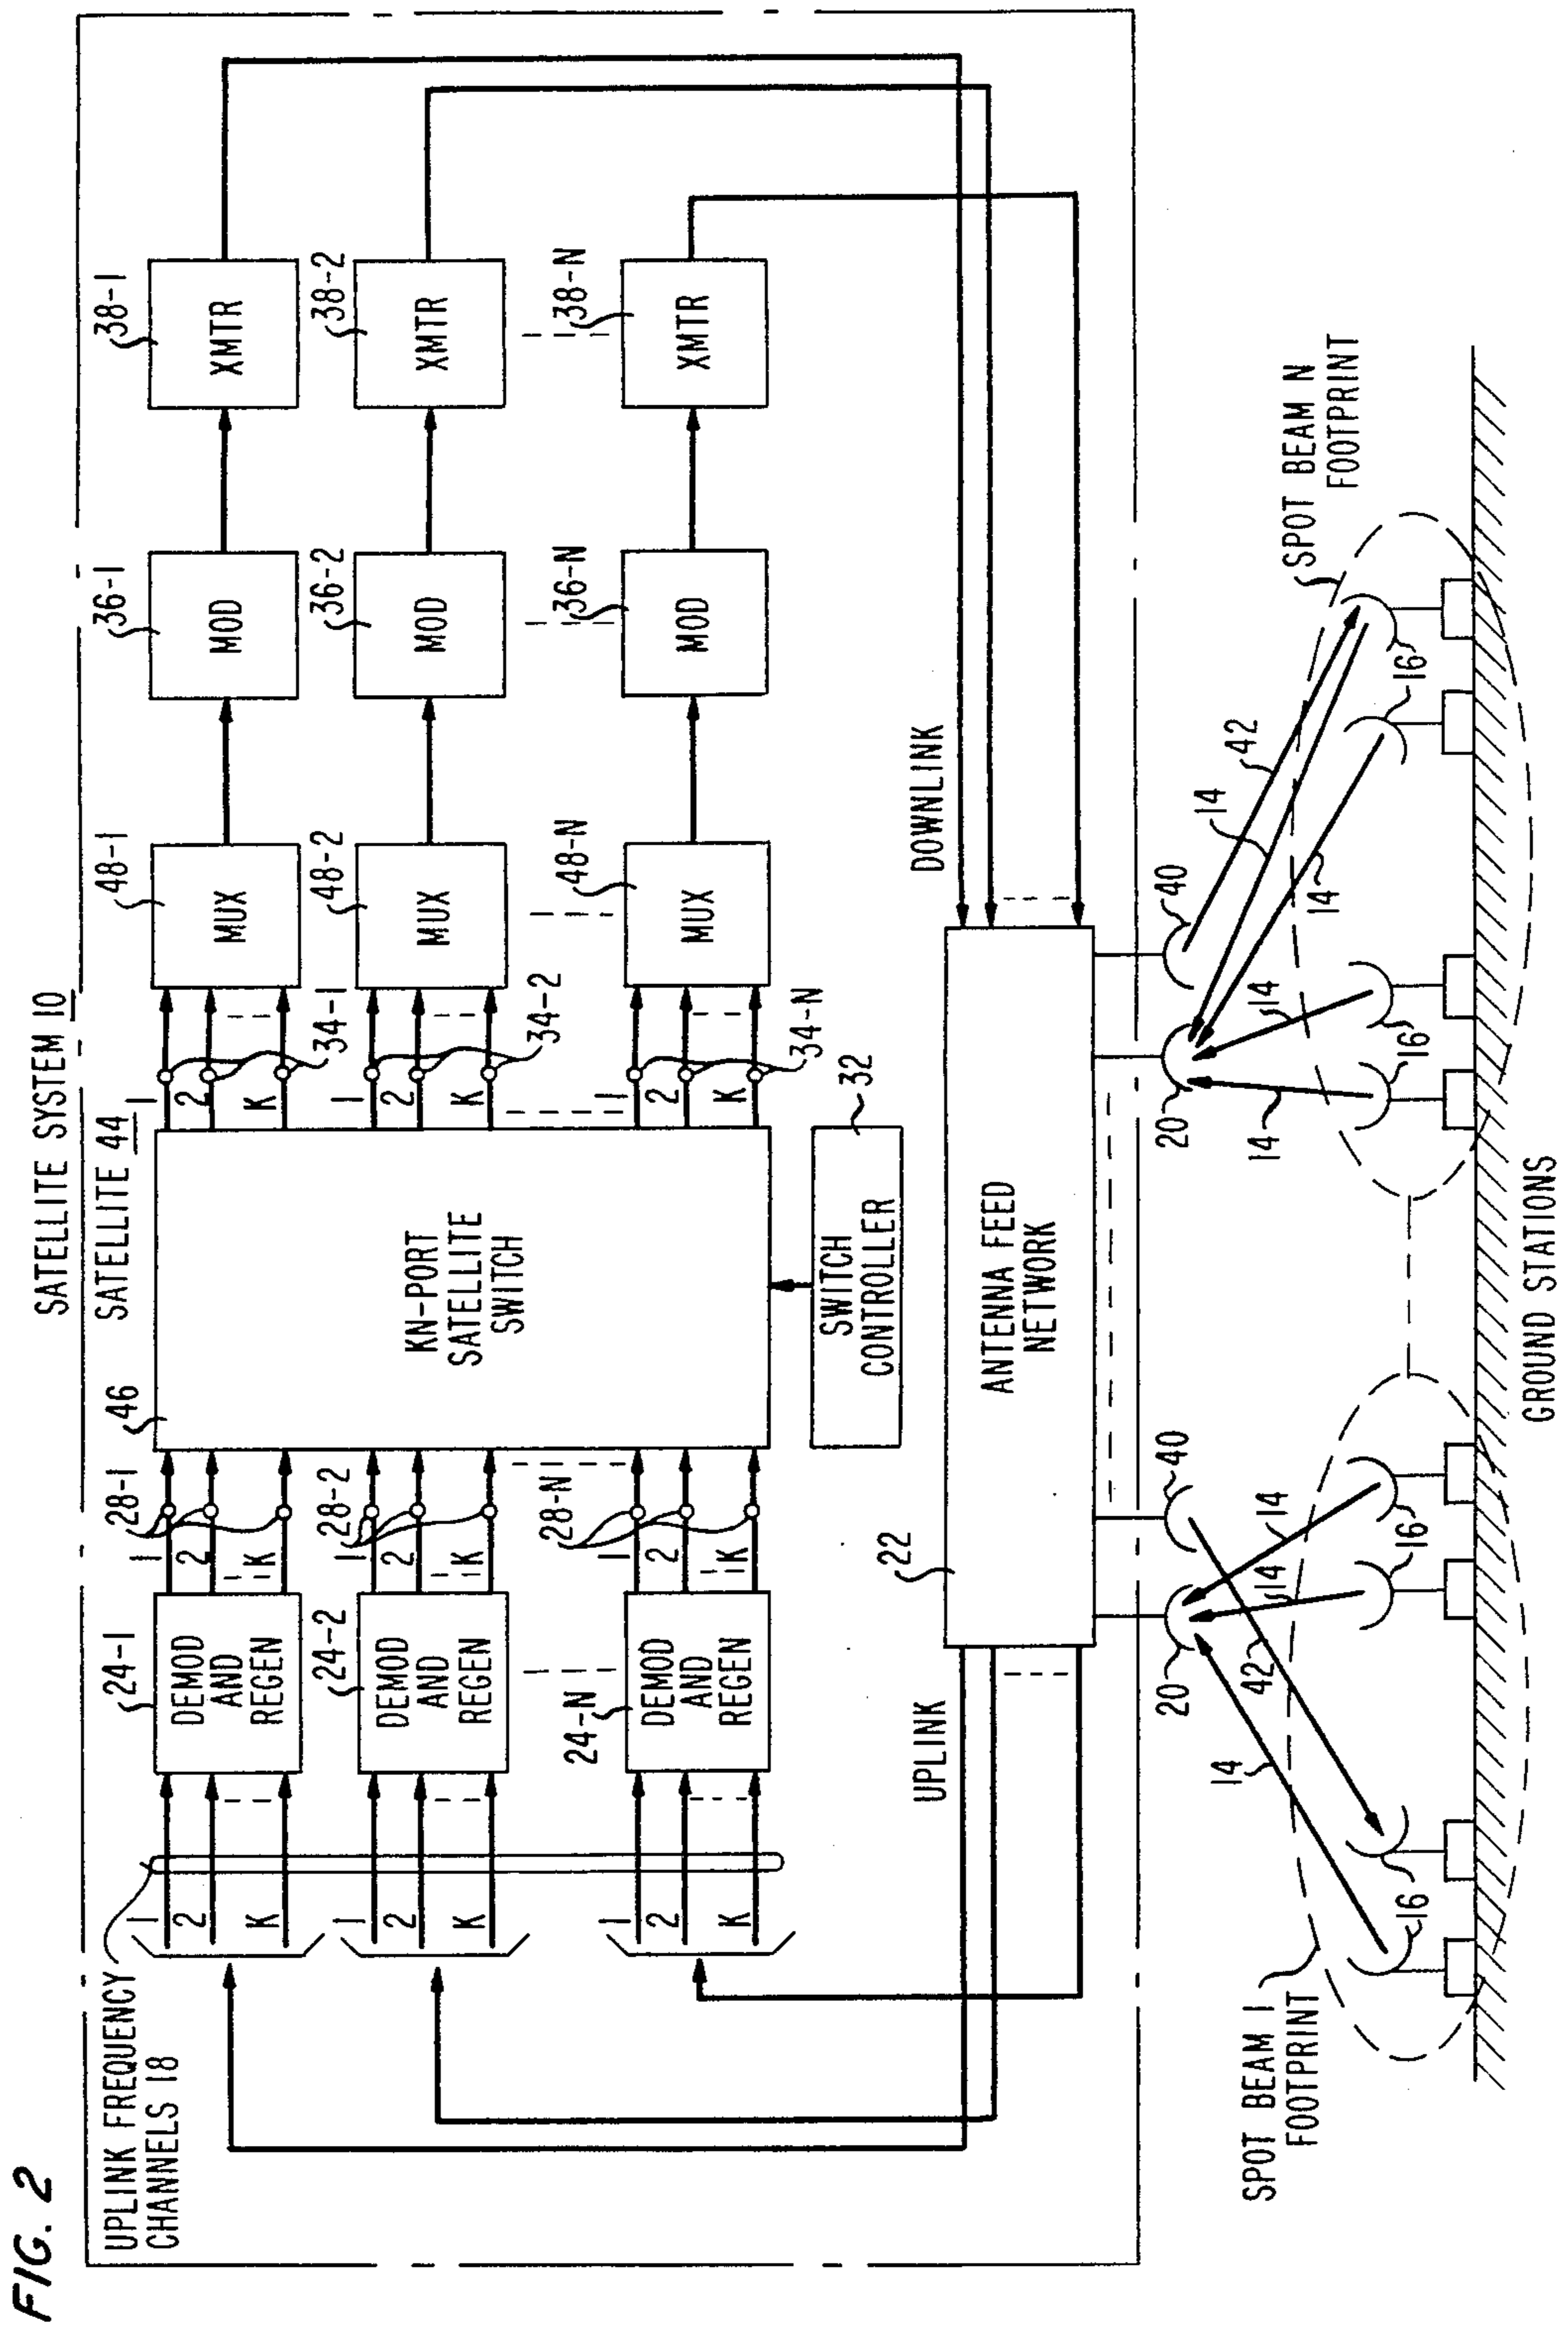 FIG. 2
SATELLITE SYSTEM 10
SATELLITE 44
UPLINK FREQUENCY
CHANNELS 18
1
2
K
1
2
K
1
2
K
24-1
DEMOD
AND
REGEN
24-2
DEMOD
AND
REGEN
24-N
DEMOD
AND
REGEN
1
2
K
28-1
1
2
K
28-2
1
2
K
28-N
46
KN-PORT
SATELLITE
SWITCH
SWITCH
CONTROLLER
32
1
2
K
34-1
1
2
K
34-2
1
2
K
34-N
48-1
MUX
48-2
MUX
48-N
MUX
36-1
MOD
36-2
MOD
36-N
MOD
38-1
XMTR
38-2
XMTR
38-N
XMTR
UPLINK
22
ANTENNA FEED
NETWORK
DOWNLINK
20
40
20
40
14
42
14
14
14
14
14
14
42
16
16
16
16
SPOT BEAM 1
FOOTPRINT
SPOT BEAM N
FOOTPRINT
GROUND STATIONS